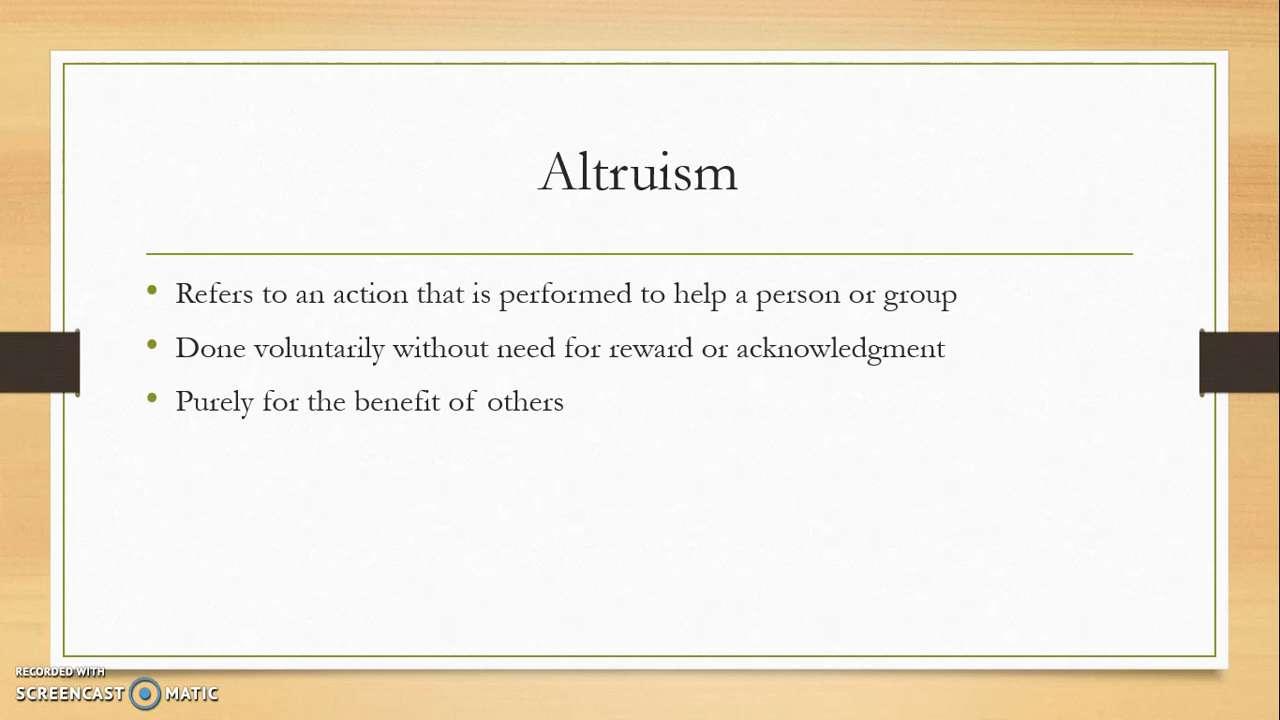 Altruism
Refers to an action that is performed to help a person or group
Done voluntarily without need for reward or acknowledgment
Purely for the benefit of others
RECORDED WITH
SCREENCAST MATIC